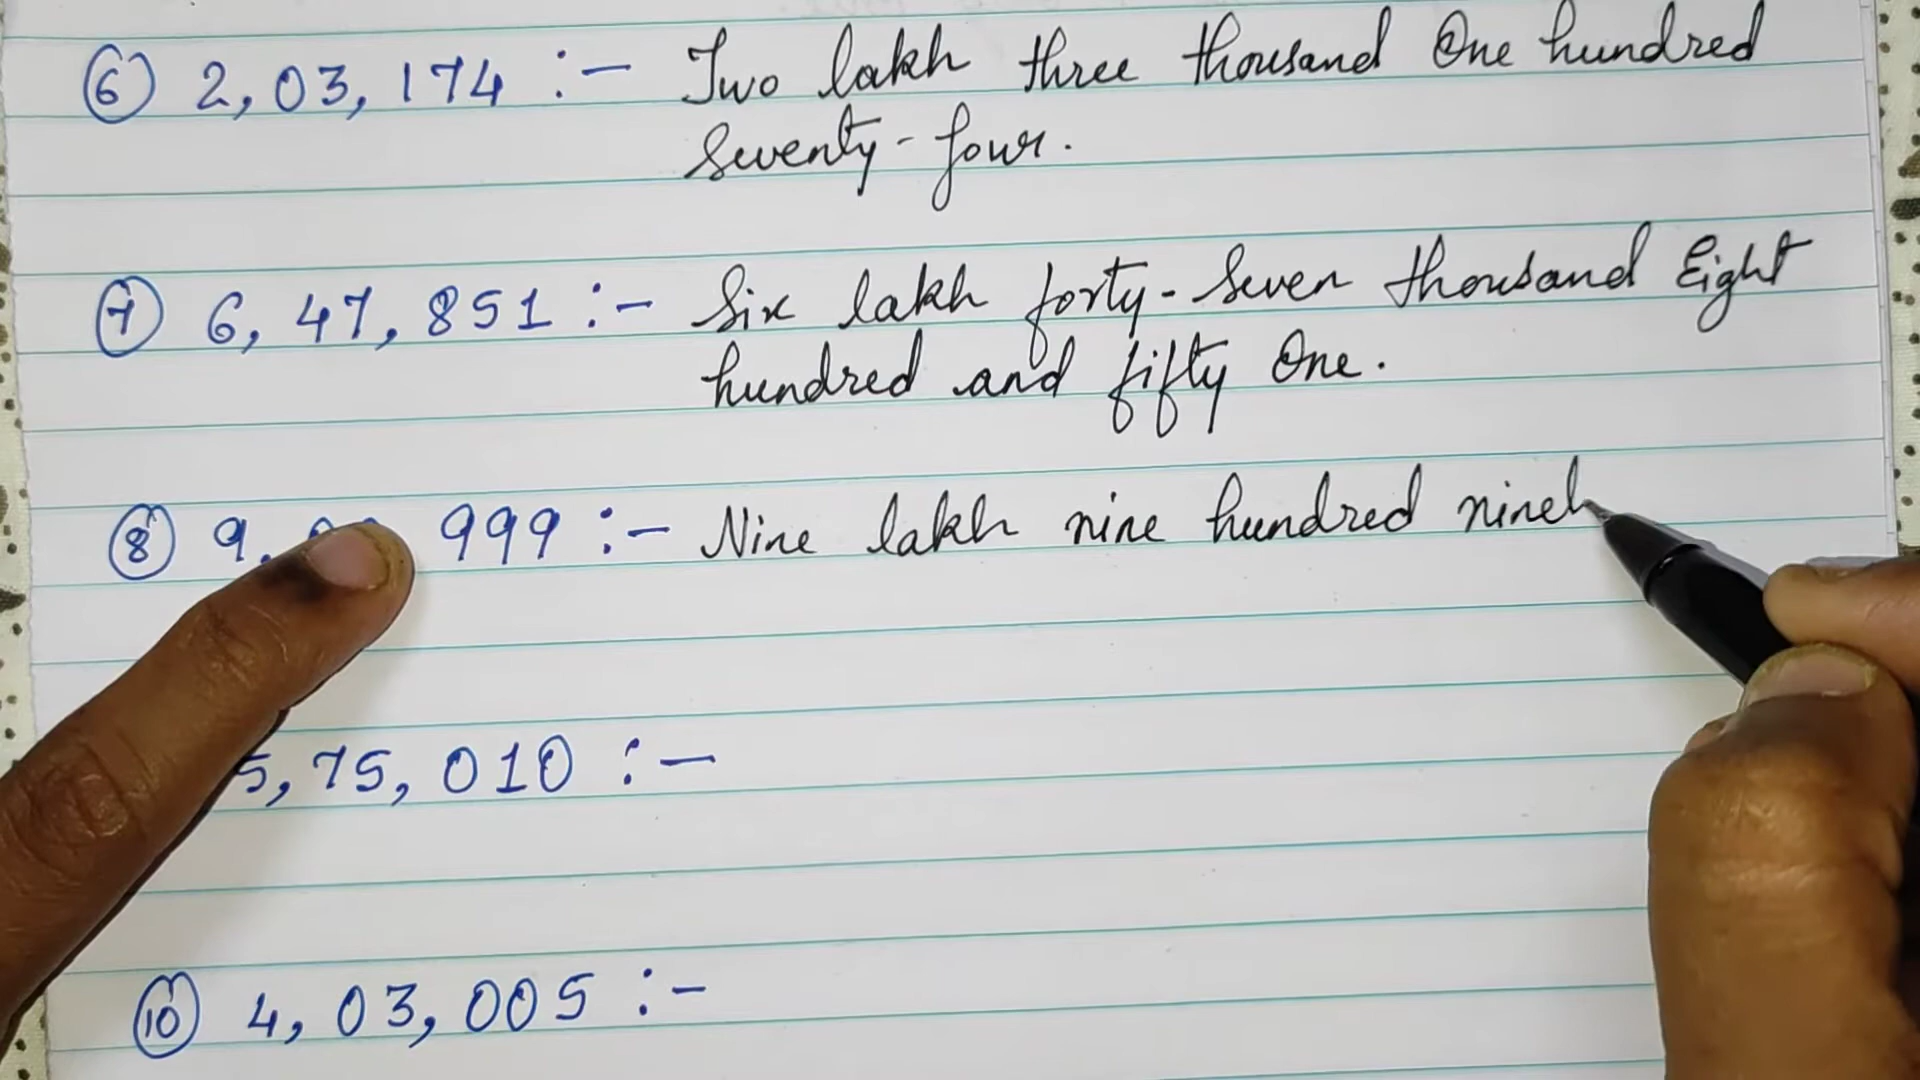 6 2,03,174 :- Two lakh three thousand One hundred
seventy-four.
7 6,47,851 :- Six lakh forty-seven thousand Eight
hundred and fifty One.
8 9, 999 :- Nine lakh nine hundred
5,75,010 :-
10 4,03,005 :-